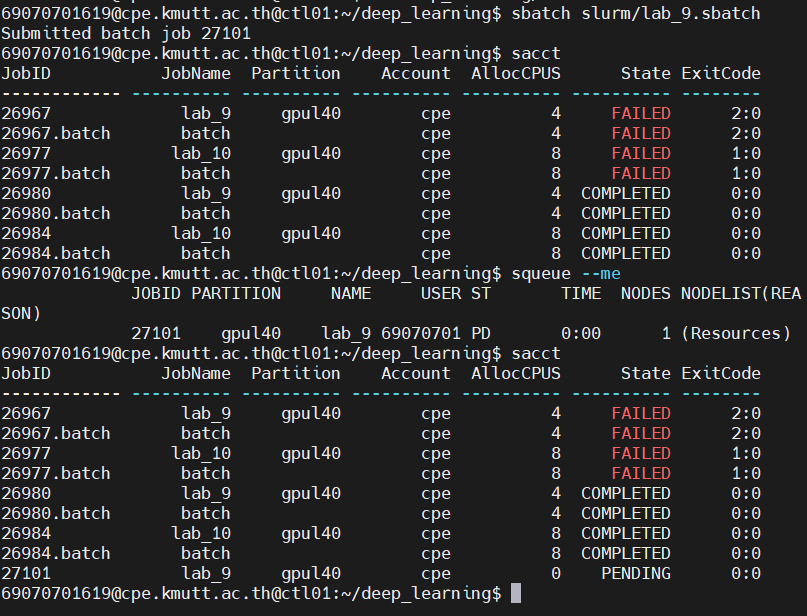 69070701619@cpe.kmutt.ac.th@ctl01:~/deep_learning$ sbatch slurm/lab_9.sbatch
Submitted batch job 27101
69070701619@cpe.kmutt.ac.th@ctl01:~/deep_learning$ sacct
JobID           JobName  Partition    Account  AllocCPUS      State ExitCode
------------ ---------- ---------- ---------- ---------- ---------- --------
26967             lab_9     gpul40        cpe          4     FAILED      2:0
26967.batch       batch                   cpe          4     FAILED      2:0
26977            lab_10     gpul40        cpe          8     FAILED      1:0
26977.batch       batch                   cpe          8     FAILED      1:0
26980             lab_9     gpul40        cpe          4  COMPLETED      0:0
26980.batch       batch                   cpe          4  COMPLETED      0:0
26984            lab_10     gpul40        cpe          8  COMPLETED      0:0
26984.batch       batch                   cpe          8  COMPLETED      0:0
69070701619@cpe.kmutt.ac.th@ctl01:~/deep_learning$ squeue --me
             JOBID PARTITION     NAME     USER ST       TIME  NODES NODELIST(REA
SON)
             27101    gpul40    lab_9 69070701 PD       0:00      1 (Resources)
69070701619@cpe.kmutt.ac.th@ctl01:~/deep_learning$ sacct
JobID           JobName  Partition    Account  AllocCPUS      State ExitCode
------------ ---------- ---------- ---------- ---------- ---------- --------
26967             lab_9     gpul40        cpe          4     FAILED      2:0
26967.batch       batch                   cpe          4     FAILED      2:0
26977            lab_10     gpul40        cpe          8     FAILED      1:0
26977.batch       batch                   cpe          8     FAILED      1:0
26980             lab_9     gpul40        cpe          4  COMPLETED      0:0
26980.batch       batch                   cpe          4  COMPLETED      0:0
26984            lab_10     gpul40        cpe          8  COMPLETED      0:0
26984.batch       batch                   cpe          8  COMPLETED      0:0
27101             lab_9     gpul40        cpe          0    PENDING      0:0
69070701619@cpe.kmutt.ac.th@ctl01:~/deep_learning$